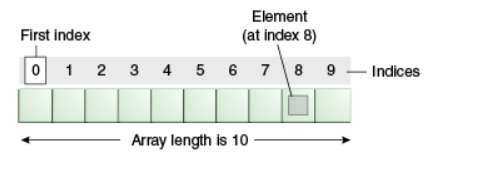 Element
First index
(at index 8)
0 1 2 3 4 5 6 7 8 9
Indices
Array length is 10